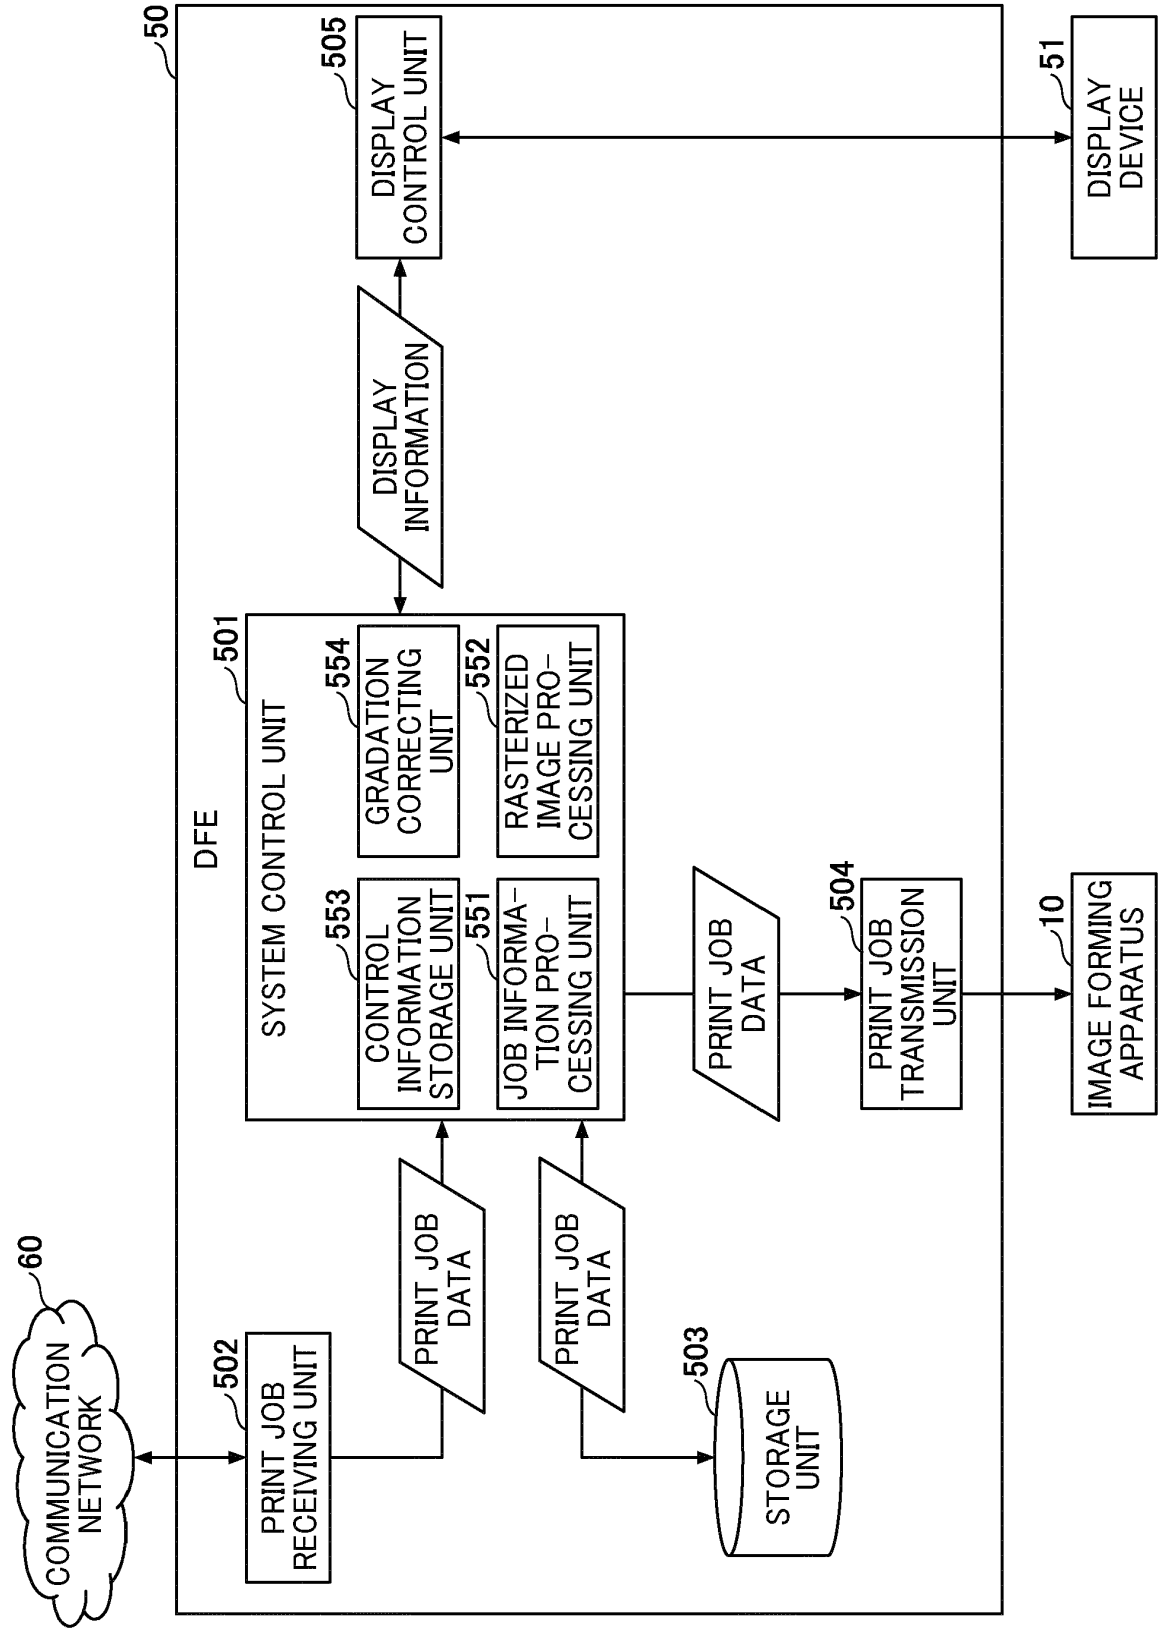 60
COMMUNICATION
NETWORK
50
DFE
502
PRINT JOB
RECEIVING UNIT
PRINT JOB
DATA
PRINT JOB
DATA
503
STORAGE
UNIT
501
SYSTEM CONTROL UNIT
553
CONTROL
INFORMATION
STORAGE UNIT
554
GRADATION
CORRECTING
UNIT
551
JOB INFORMA-
TION PRO-
CESSING UNIT
552
RASTERIZED
IMAGE PRO-
CESSING UNIT
PRINT JOB
DATA
504
PRINT JOB
TRANSMISSION
UNIT
10
IMAGE FORMING
APPARATUS
DISPLAY
INFORMATION
505
DISPLAY
CONTROL UNIT
51
DISPLAY
DEVICE